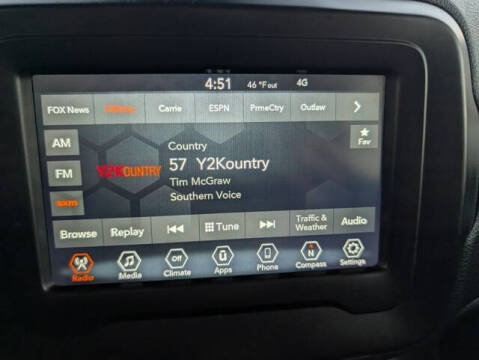 4:51 46 °F out 4G
FOX News Carrie ESPN PrmeCtry Outlaw
AM
FM
sxm
Country
57 Y2Kountry
Tim McGraw
Southern Voice
Y2KOUNTRY
Fav
Browse Replay Tune Traffic & Weather Audio
Off N
Radio Media Climate Apps Phone Compass Settings